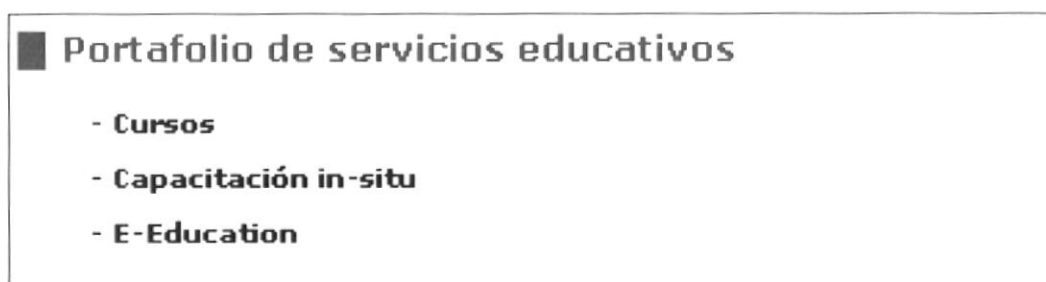 Portafolio de servicios educativos
- Cursos
- Capacitación in-situ
- E-Education